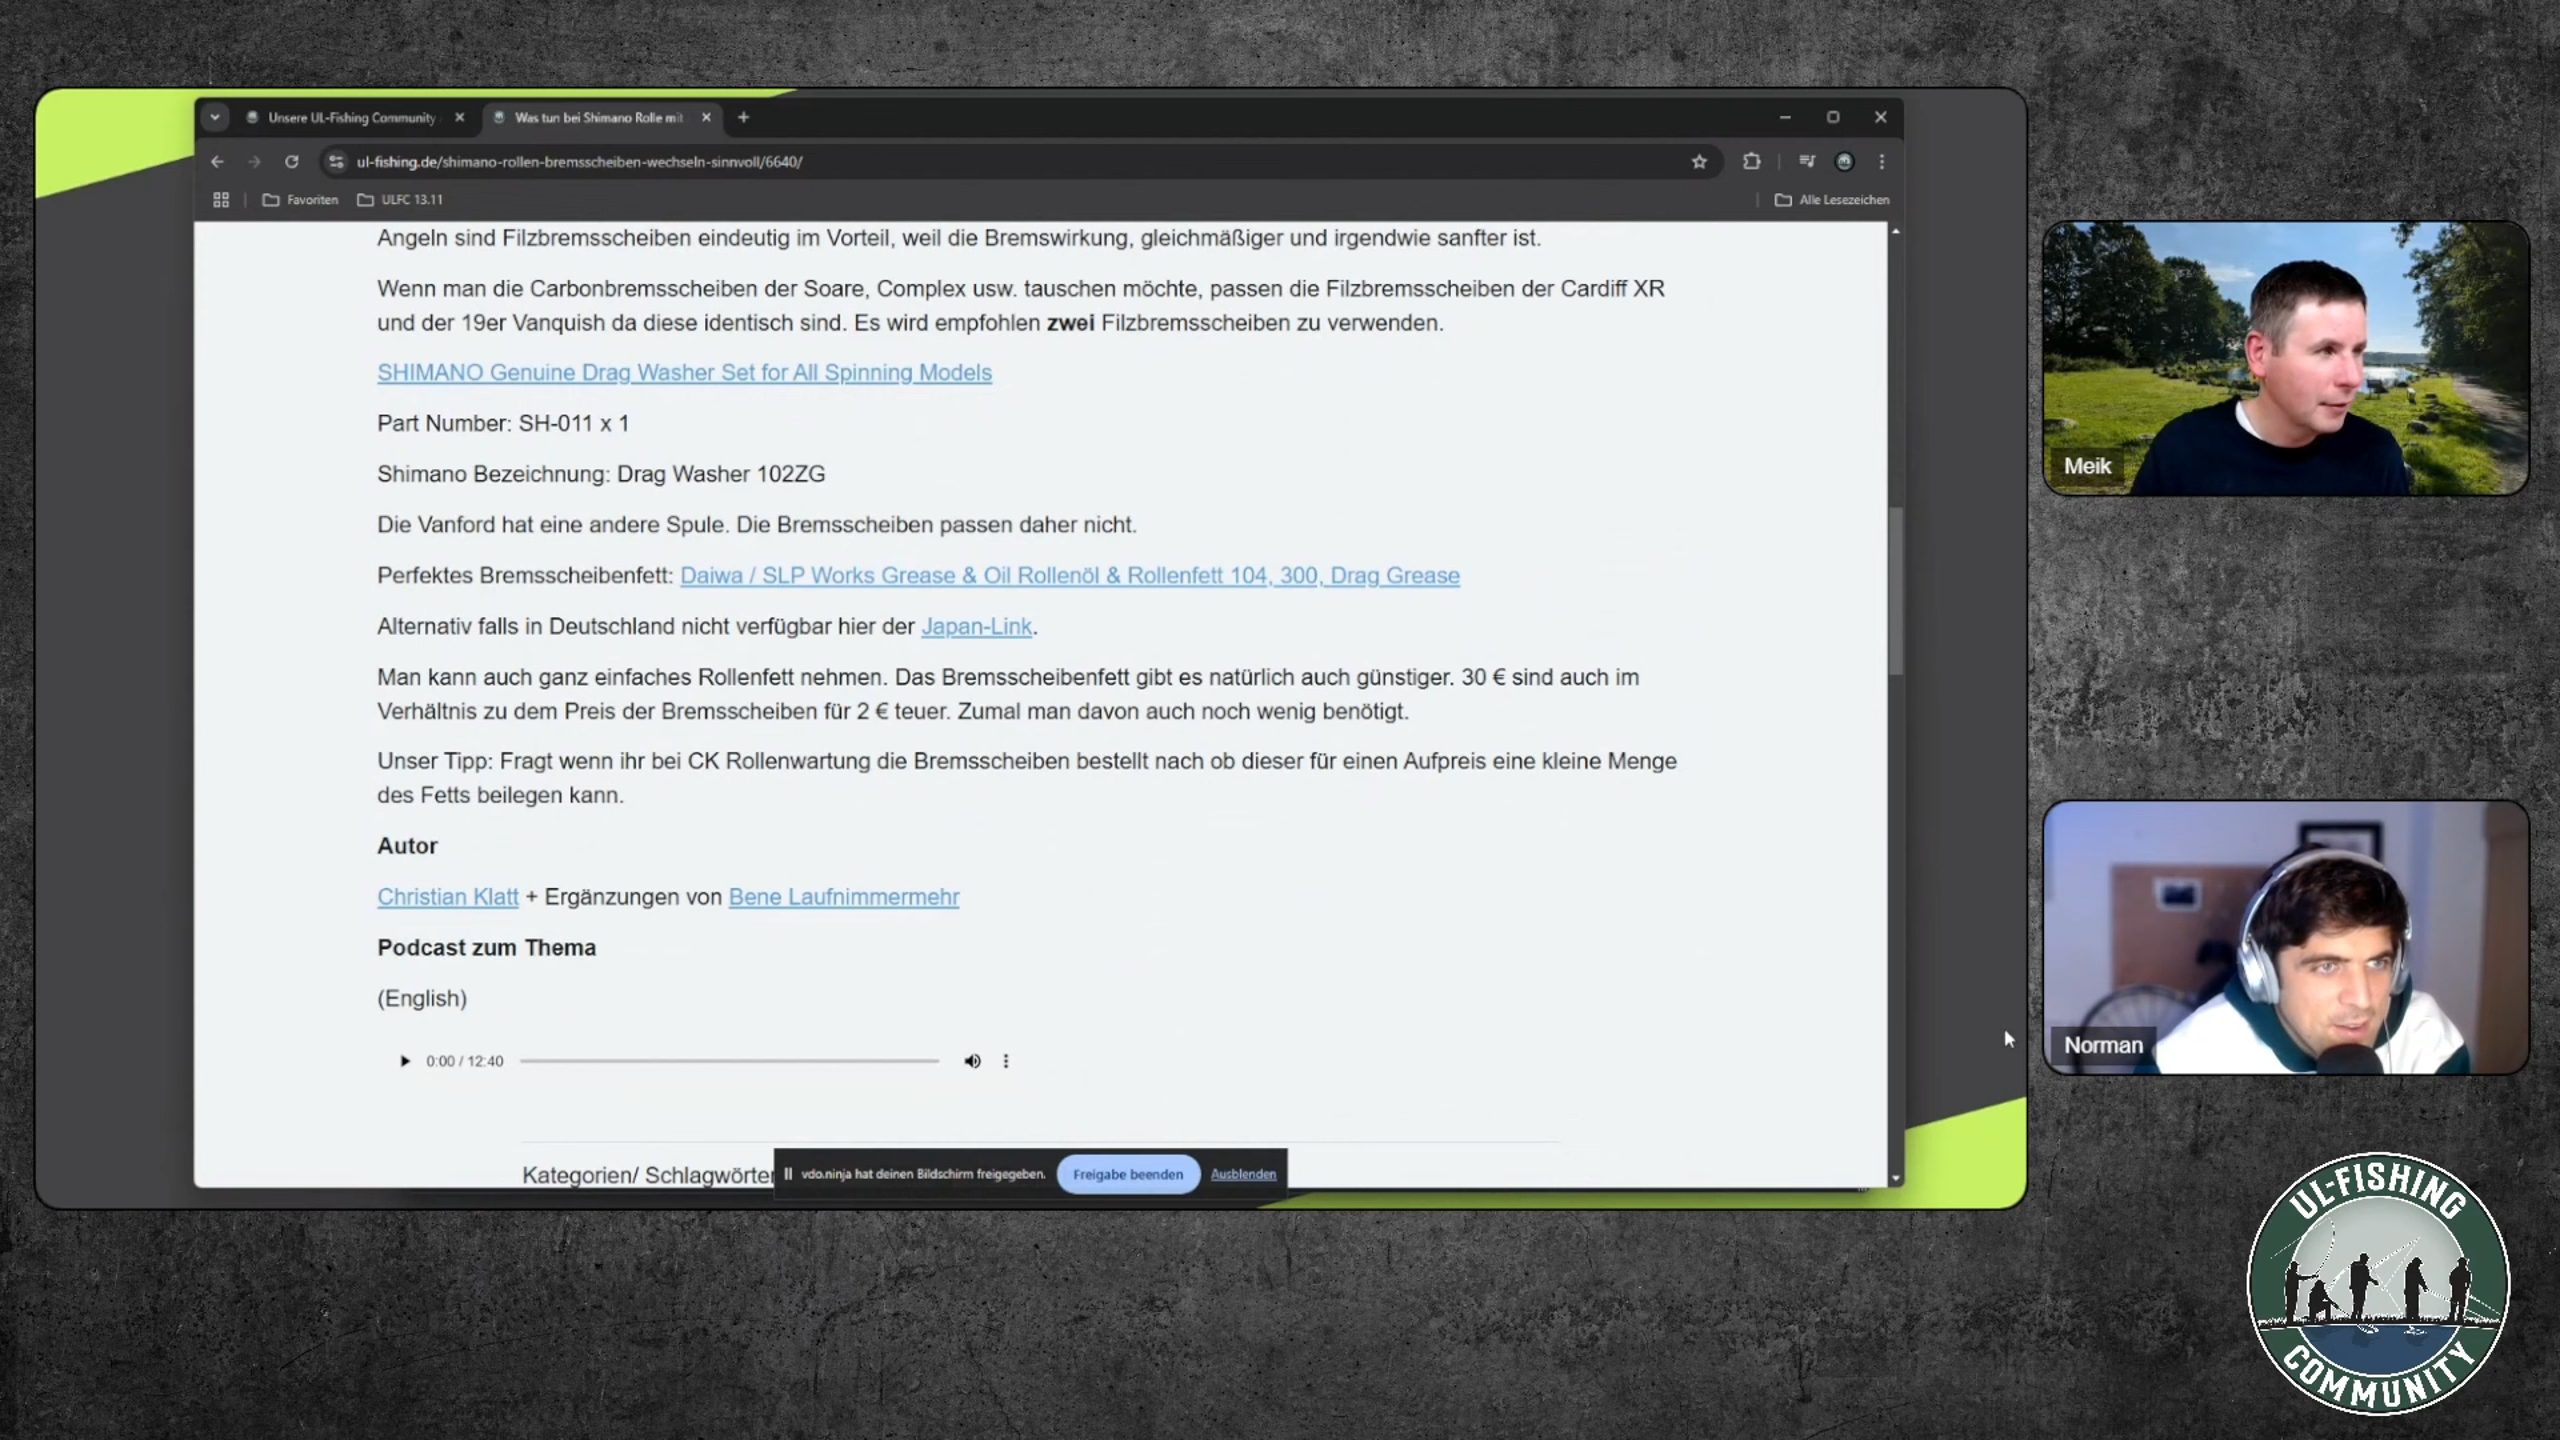 Unsere UL-Fishing Community
Was tun bei Shimano Rolle mit
ul-fishing.de/shimano-rollen-bremsscheiben-wechseln-sinnvoll/6640/
Favoriten
ULFC 13.11
Alle Lesezeichen
Angeln sind Filzbremsscheiben eindeutig im Vorteil, weil die Bremswirkung, gleichmäßiger und irgendwie sanfter ist.
Wenn man die Carbonbremsscheiben der Soare, Complex usw. tauschen möchte, passen die Filzbremsscheiben der Cardiff XR
und der 19er Vanquish da diese identisch sind. Es wird empfohlen zwei Filzbremsscheiben zu verwenden.
SHIMANO Genuine Drag Washer Set for All Spinning Models
Part Number: SH-011 x 1
Shimano Bezeichnung: Drag Washer 102ZG
Die Vanford hat eine andere Spule. Die Bremsscheiben passen daher nicht.
Perfektes Bremsscheibenfett: Daiwa / SLP Works Grease & Oil Rollenöl & Rollenfett 104, 300, Drag Grease
Alternativ falls in Deutschland nicht verfügbar hier der Japan-Link.
Man kann auch ganz einfaches Rollenfett nehmen. Das Bremsscheibenfett gibt es natürlich auch günstiger. 30 € sind auch im
Verhältnis zu dem Preis der Bremsscheiben für 2 € teuer. Zumal man davon auch noch wenig benötigt.
Unser Tipp: Fragt wenn ihr bei CK Rollenwartung die Bremsscheiben bestellt nach ob dieser für einen Aufpreis eine kleine Menge
des Fetts beilegen kann.
Autor
Christian Klatt + Ergänzungen von Bene Laufnimmermehr
Podcast zum Thema
(English)
0:00 / 12:40
Kategorien/ Schlagwörter
vdo.ninja hat deinen Bildschirm freigegeben.
Freigabe beenden
Ausblenden
Meik
Norman
UL-FISHING
COMMUNITY